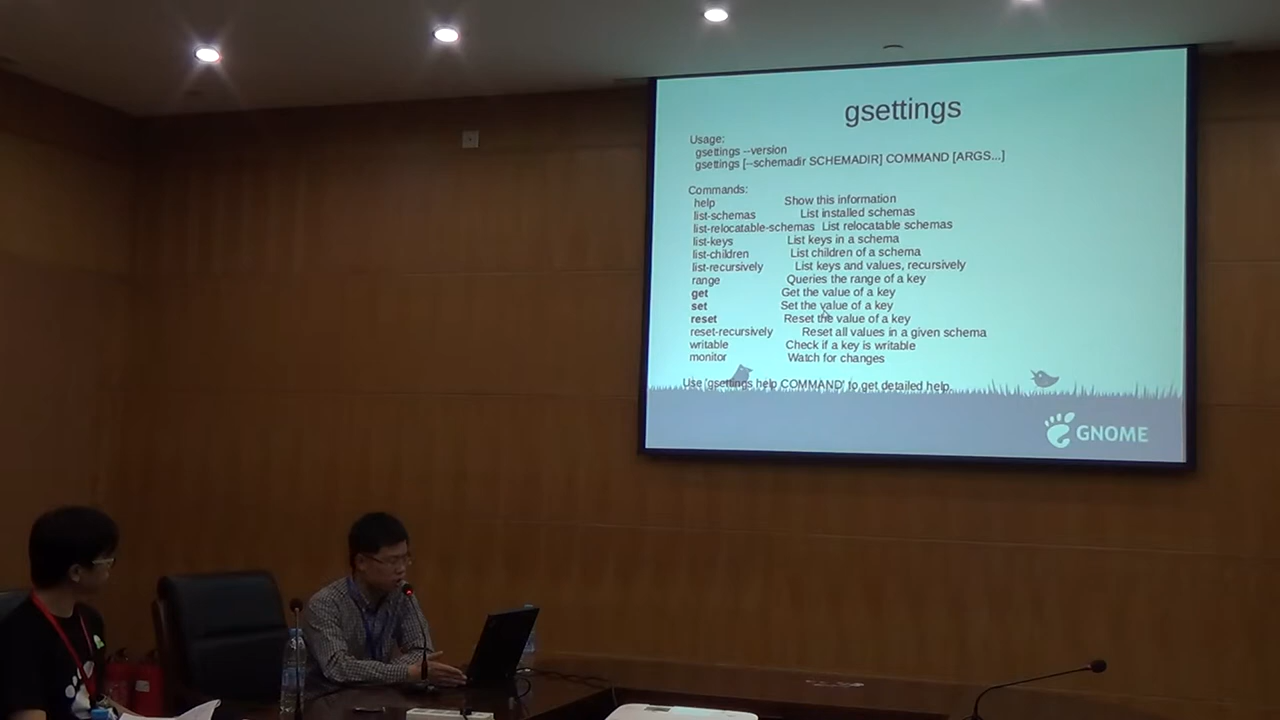 gsettings
Usage:
gsettings --version
gsettings [--schemadir SCHEMADIR] COMMAND [ARGS...]
Commands:
help Show this information
list-schemas List installed schemas
list-relocatable-schemas List relocatable schemas
list-keys List keys in a schema
list-children List children of a schema
list-recursively List keys and values, recursively
range Queries the range of a key
get Get the value of a key
set Set the value of a key
reset Reset the value of a key
reset-recursively Reset all values in a given schema
writable Check if a key is writable
monitor Watch for changes
Use 'gsettings help COMMAND' to get detailed help.
GNOME